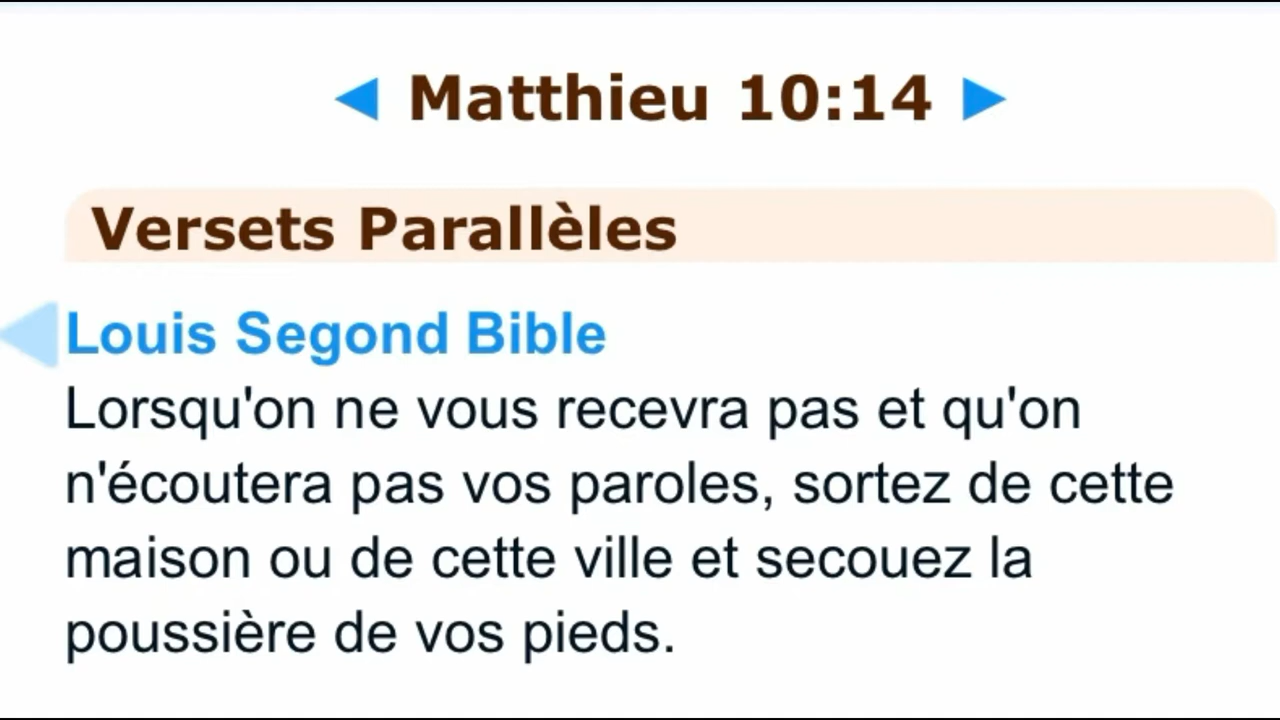 Matthieu 10:14
Versets Parallèles
Louis Segond Bible
Lorsqu'on ne vous recevra pas et qu'on
n'écoutera pas vos paroles, sortez de cette
maison ou de cette ville et secouez la
poussière de vos pieds.